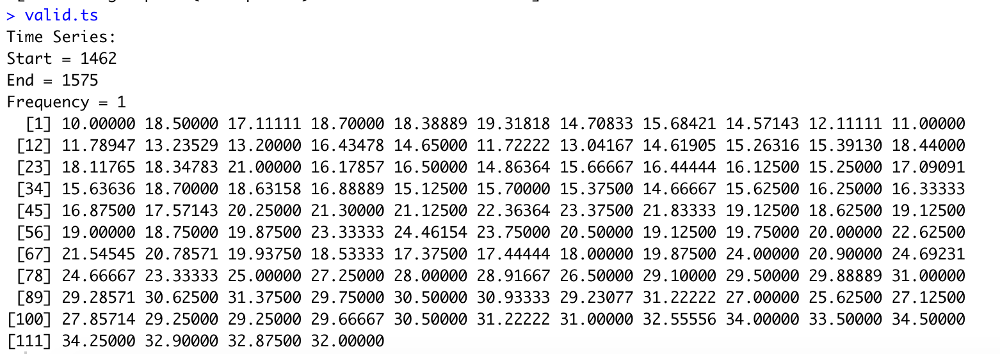 > valid.ts
Time Series:
Start = 1462
End = 1575
Frequency = 1
[1] 10.00000 18.50000 17.11111 18.70000 18.38889 19.31818 14.70833 15.68421 14.57143 12.11111 11.00000
[12] 11.78947 13.23529 13.20000 16.43478 14.65000 11.72222 13.04167 14.61905 15.26316 15.39130 18.44000
[23] 18.11765 18.34783 21.00000 16.17857 16.50000 14.86364 15.66667 16.44444 16.12500 15.25000 17.09091
[34] 15.63636 18.70000 18.63158 16.88889 15.12500 15.70000 15.37500 14.66667 15.62500 16.25000 16.33333
[45] 16.87500 17.57143 20.25000 21.30000 21.12500 22.36364 23.37500 21.83333 19.12500 18.62500 19.12500
[56] 19.00000 18.75000 19.87500 23.33333 24.46154 23.75000 20.50000 19.12500 19.75000 20.00000 22.62500
[67] 21.54545 20.78571 19.93750 18.53333 17.37500 17.44444 18.00000 19.87500 24.00000 20.90000 24.69231
[78] 24.66667 23.33333 25.00000 27.25000 28.00000 28.91667 26.50000 29.10000 29.50000 29.88889 31.00000
[89] 29.28571 30.62500 31.37500 29.75000 30.50000 30.93333 29.23077 31.22222 27.00000 25.62500 27.12500
[100] 27.85714 29.25000 29.25000 29.66667 30.50000 31.22222 31.00000 32.55556 34.00000 33.50000 34.50000
[111] 34.25000 32.90000 32.87500 32.00000